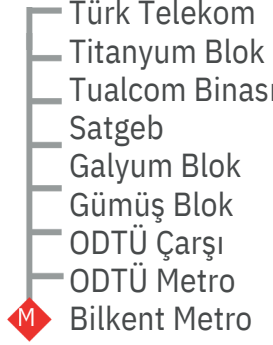 Türk Telekom
Titanyum Blok
Tualcom Binası
Satgeb
Galyum Blok
Gümüş Blok
ODTÜ Çarşı
ODTÜ Metro
M Bilkent Metro